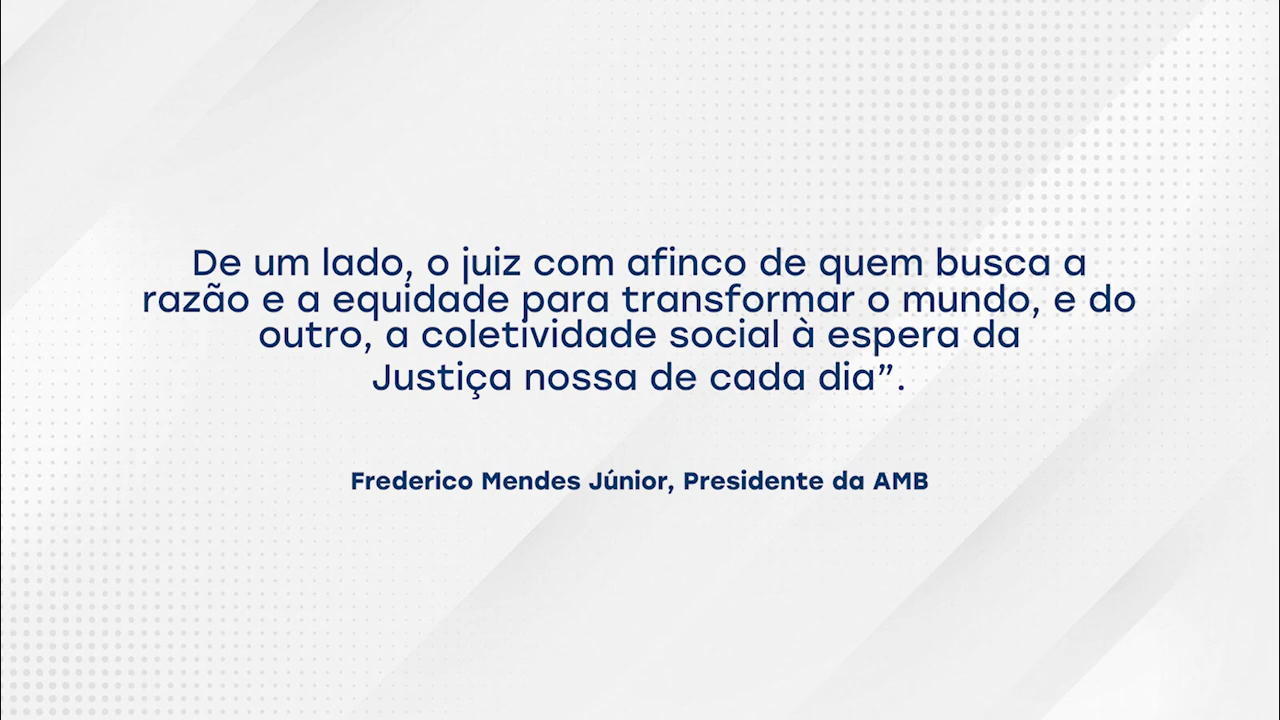 De um lado, o juiz com afinco de quem busca a
razão e a equidade para transformar o mundo, e do
outro, a coletividade social à espera da
Justiça nossa de cada dia”.
Frederico Mendes Júnior, Presidente da AMB